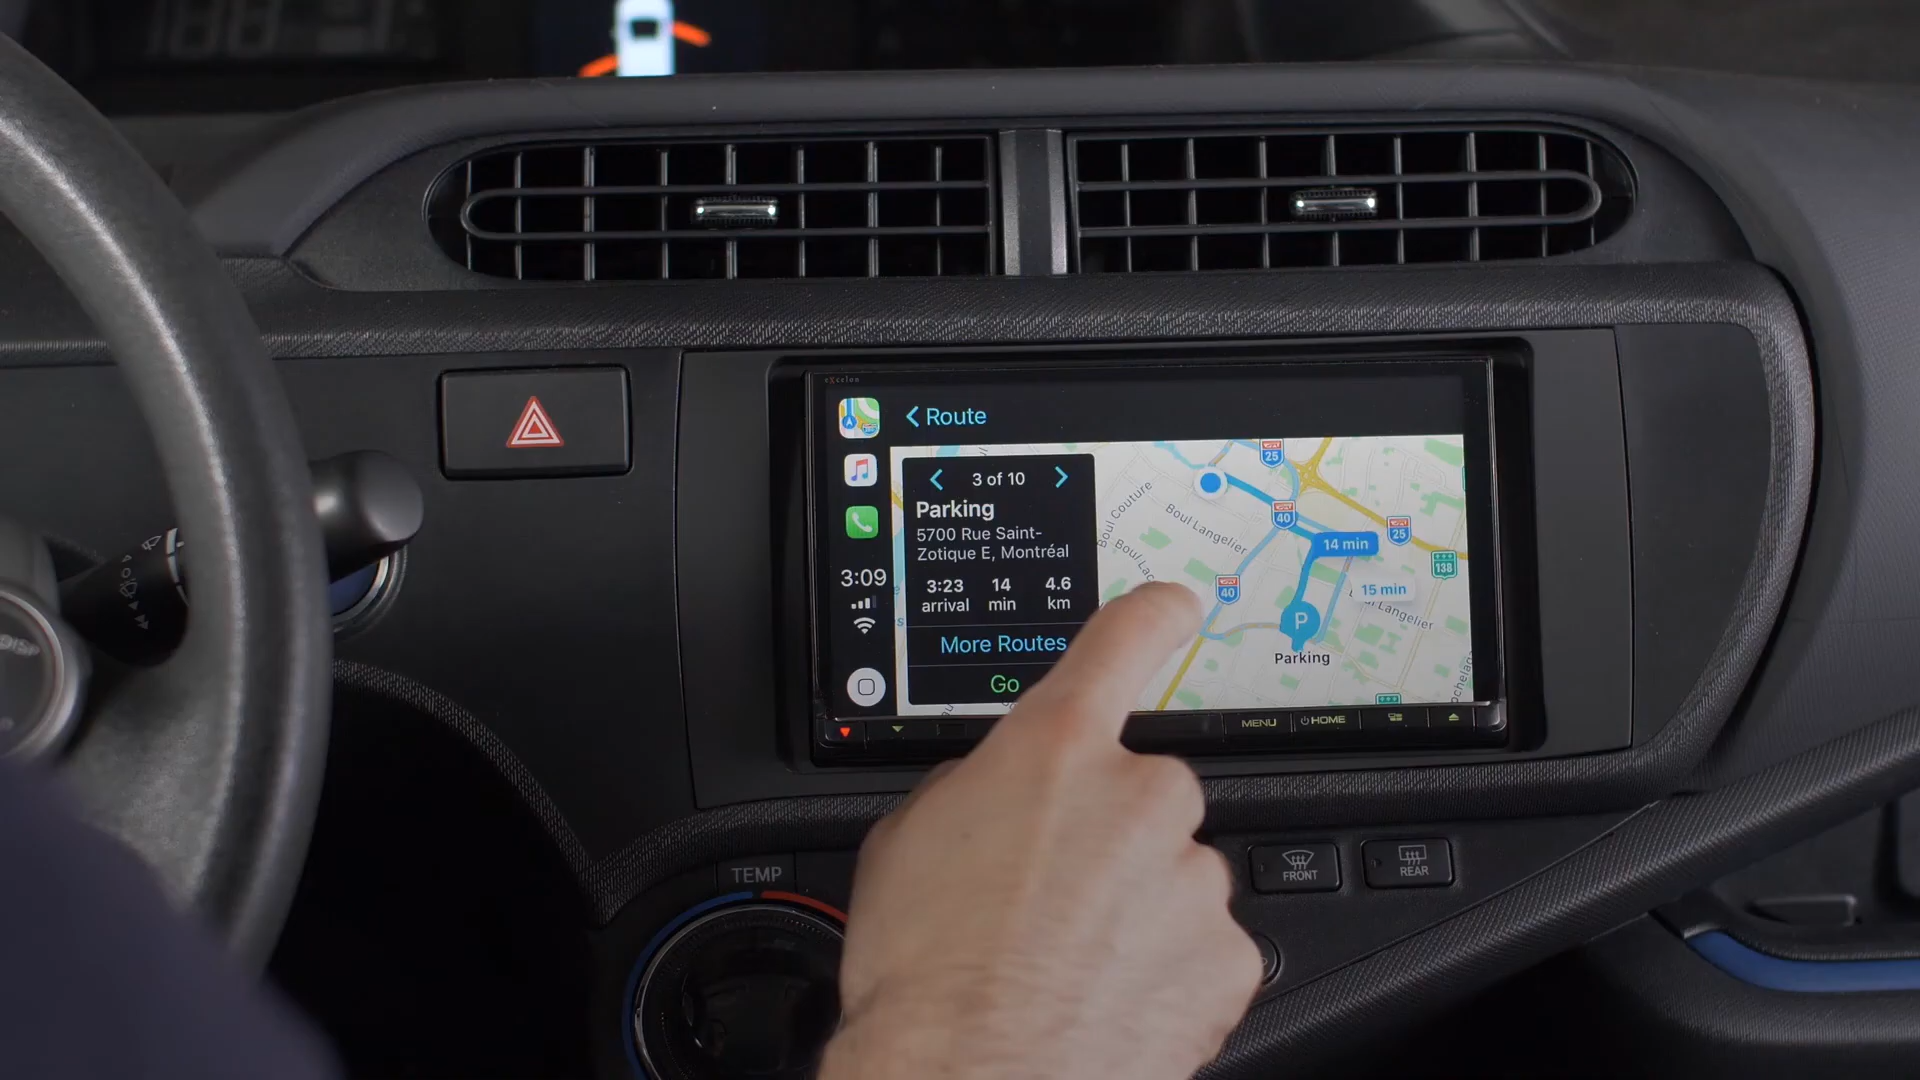 eXcelon
Route
25
3 of 10
Parking
5700 Rue Saint-
Zotique E, Montréal
3:23 14 4.6
arrival min km
More Routes
Go
3:09
Boul Couture
Boul Langelier
40
25
14 min
138
15 min
40
Langelier
P
Parking
MENU HOME
TEMP
FRONT
REAR
DISP